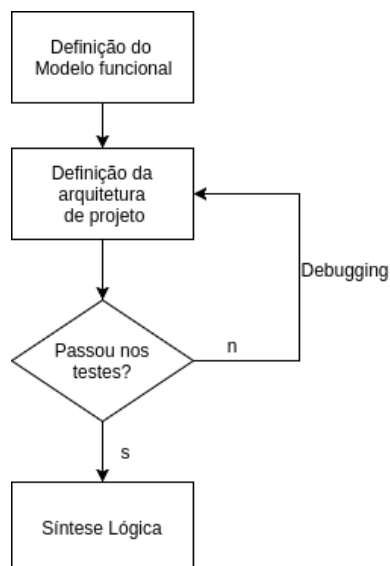 Definição do
Modelo funcional
Definição da
arquitetura
de projeto
Debugging
Passou nos
testes?
n
s
Síntese Lógica